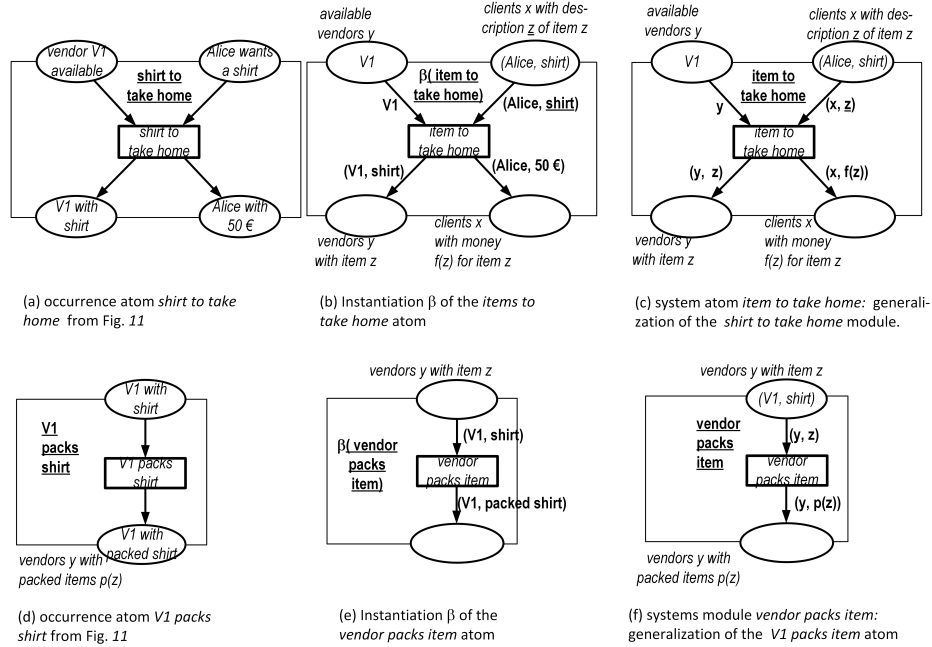 vendor V1
available
Alice wants
a shirt
shirt to
take home
shirt to
take home
V1 with
shirt
Alice with
50 €
(a) occurrence atom shirt to take
home from Fig. 11
available
vendors y
clients x with des-
cription z of item z
V1
(Alice, shirt)
β( item to
take home)
V1
(Alice, shirt)
item to
take home
(V1, shirt)
(Alice, 50 €)
vendors y
with item z
clients x
with money
f(z) for item z
(b) Instantiation β of the items to
take home atom
available
vendors y
clients x with des-
cription z of item z
V1
(Alice, shirt)
item to
take home
y
(x, z)
item to
take home
(y, z)
(x, f(z))
vendors y
with item z
clients x
with money
f(z) for item z
(c) system atom item to take home: generali-
zation of the shirt to take home module.
V1 with
shirt
V1
packs
shirt
V1 packs
shirt
V1 with
packed shirt
vendors y with
packed items p(z)
(d) occurrence atom V1 packs
shirt from Fig. 11
vendors y with item z
(V1, shirt)
β( vendor
packs
item)
vendor
packs item
(V1, packed shirt)
(e) Instantiation β of the
vendor packs item atom
vendors y with item z
(V1, shirt)
vendor
packs
item
(y, z)
vendor
packs item
(y, p(z))
vendors y with
packed items p(z)
(f) systems module vendor packs item:
generalization of the V1 packs item atom